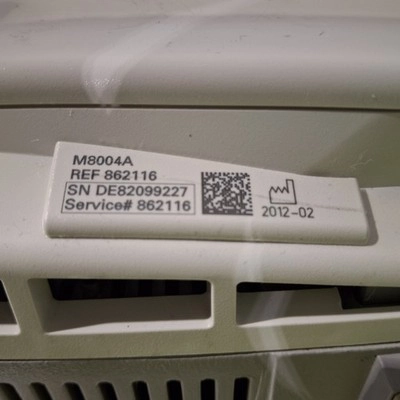 M8004A
REF 862116
SN DE82099227
Service# 862116
2012-02